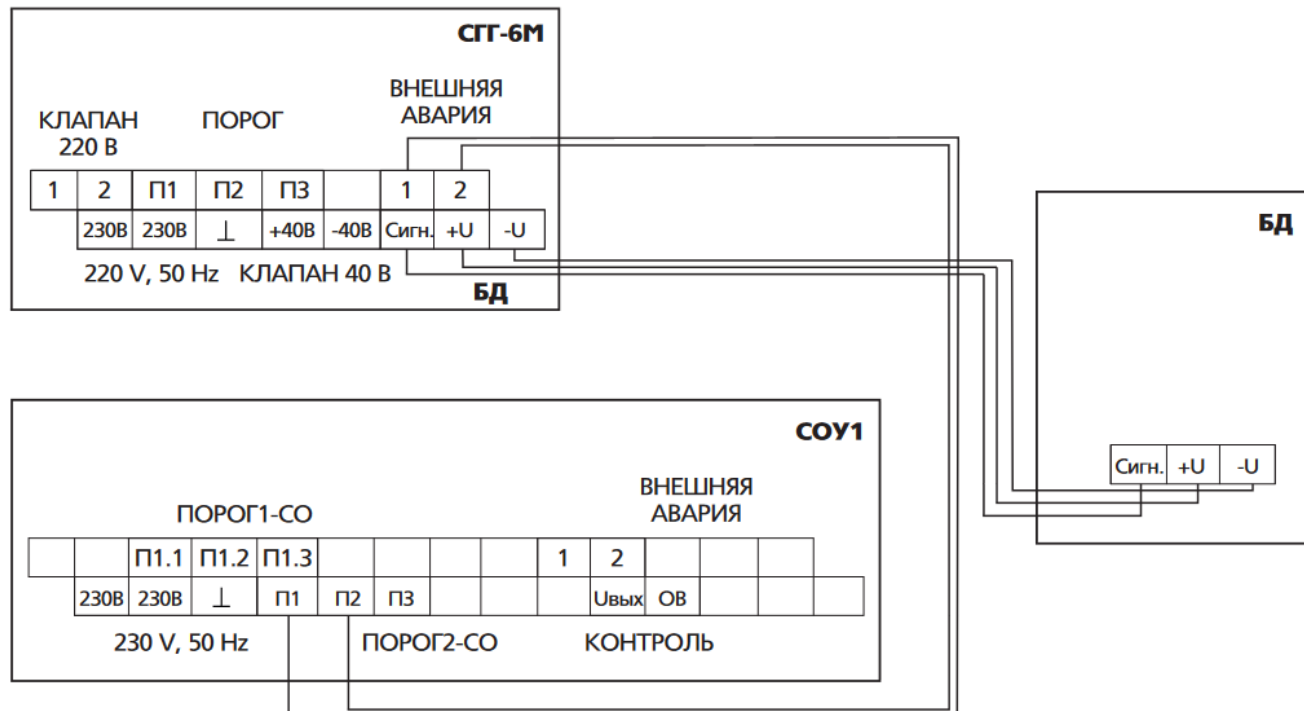 СГГ-6М
ВНЕШНЯЯ
АВАРИЯ
КЛАПАН ПОРОГ
220 В
1 2 П1 П2 П3 1 2
230В 230В ⊥ +40В -40В Сигн. +U -U
220 V, 50 Hz КЛАПАН 40 В
БД
БД
Сигн. +U -U
СОУ1
ВНЕШНЯЯ
АВАРИЯ
ПОРОГ1-СО
П1.1 П1.2 П1.3 1 2
230В 230В ⊥ П1 П2 П3 Uвых ОВ
230 V, 50 Hz ПОРОГ2-СО КОНТРОЛЬ